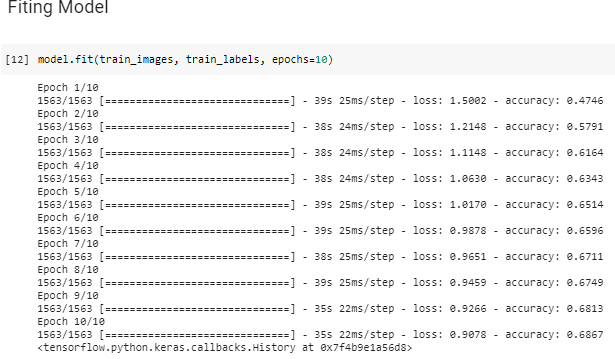 Fiting Model
[12] model.fit(train_images, train_labels, epochs=10)
Epoch 1/10
1563/1563 [==============================] - 39s 25ms/step - loss: 1.5002 - accuracy: 0.4746
Epoch 2/10
1563/1563 [==============================] - 38s 24ms/step - loss: 1.2148 - accuracy: 0.5791
Epoch 3/10
1563/1563 [==============================] - 38s 24ms/step - loss: 1.1148 - accuracy: 0.6164
Epoch 4/10
1563/1563 [==============================] - 38s 24ms/step - loss: 1.0630 - accuracy: 0.6343
Epoch 5/10
1563/1563 [==============================] - 39s 25ms/step - loss: 1.0170 - accuracy: 0.6514
Epoch 6/10
1563/1563 [==============================] - 39s 25ms/step - loss: 0.9878 - accuracy: 0.6596
Epoch 7/10
1563/1563 [==============================] - 38s 25ms/step - loss: 0.9651 - accuracy: 0.6711
Epoch 8/10
1563/1563 [==============================] - 39s 25ms/step - loss: 0.9459 - accuracy: 0.6749
Epoch 9/10
1563/1563 [==============================] - 35s 22ms/step - loss: 0.9266 - accuracy: 0.6813
Epoch 10/10
1563/1563 [==============================] - 35s 22ms/step - loss: 0.9078 - accuracy: 0.6867
<tensorflow.python.keras.callbacks.History at 0x7f4b9e1a56d8>